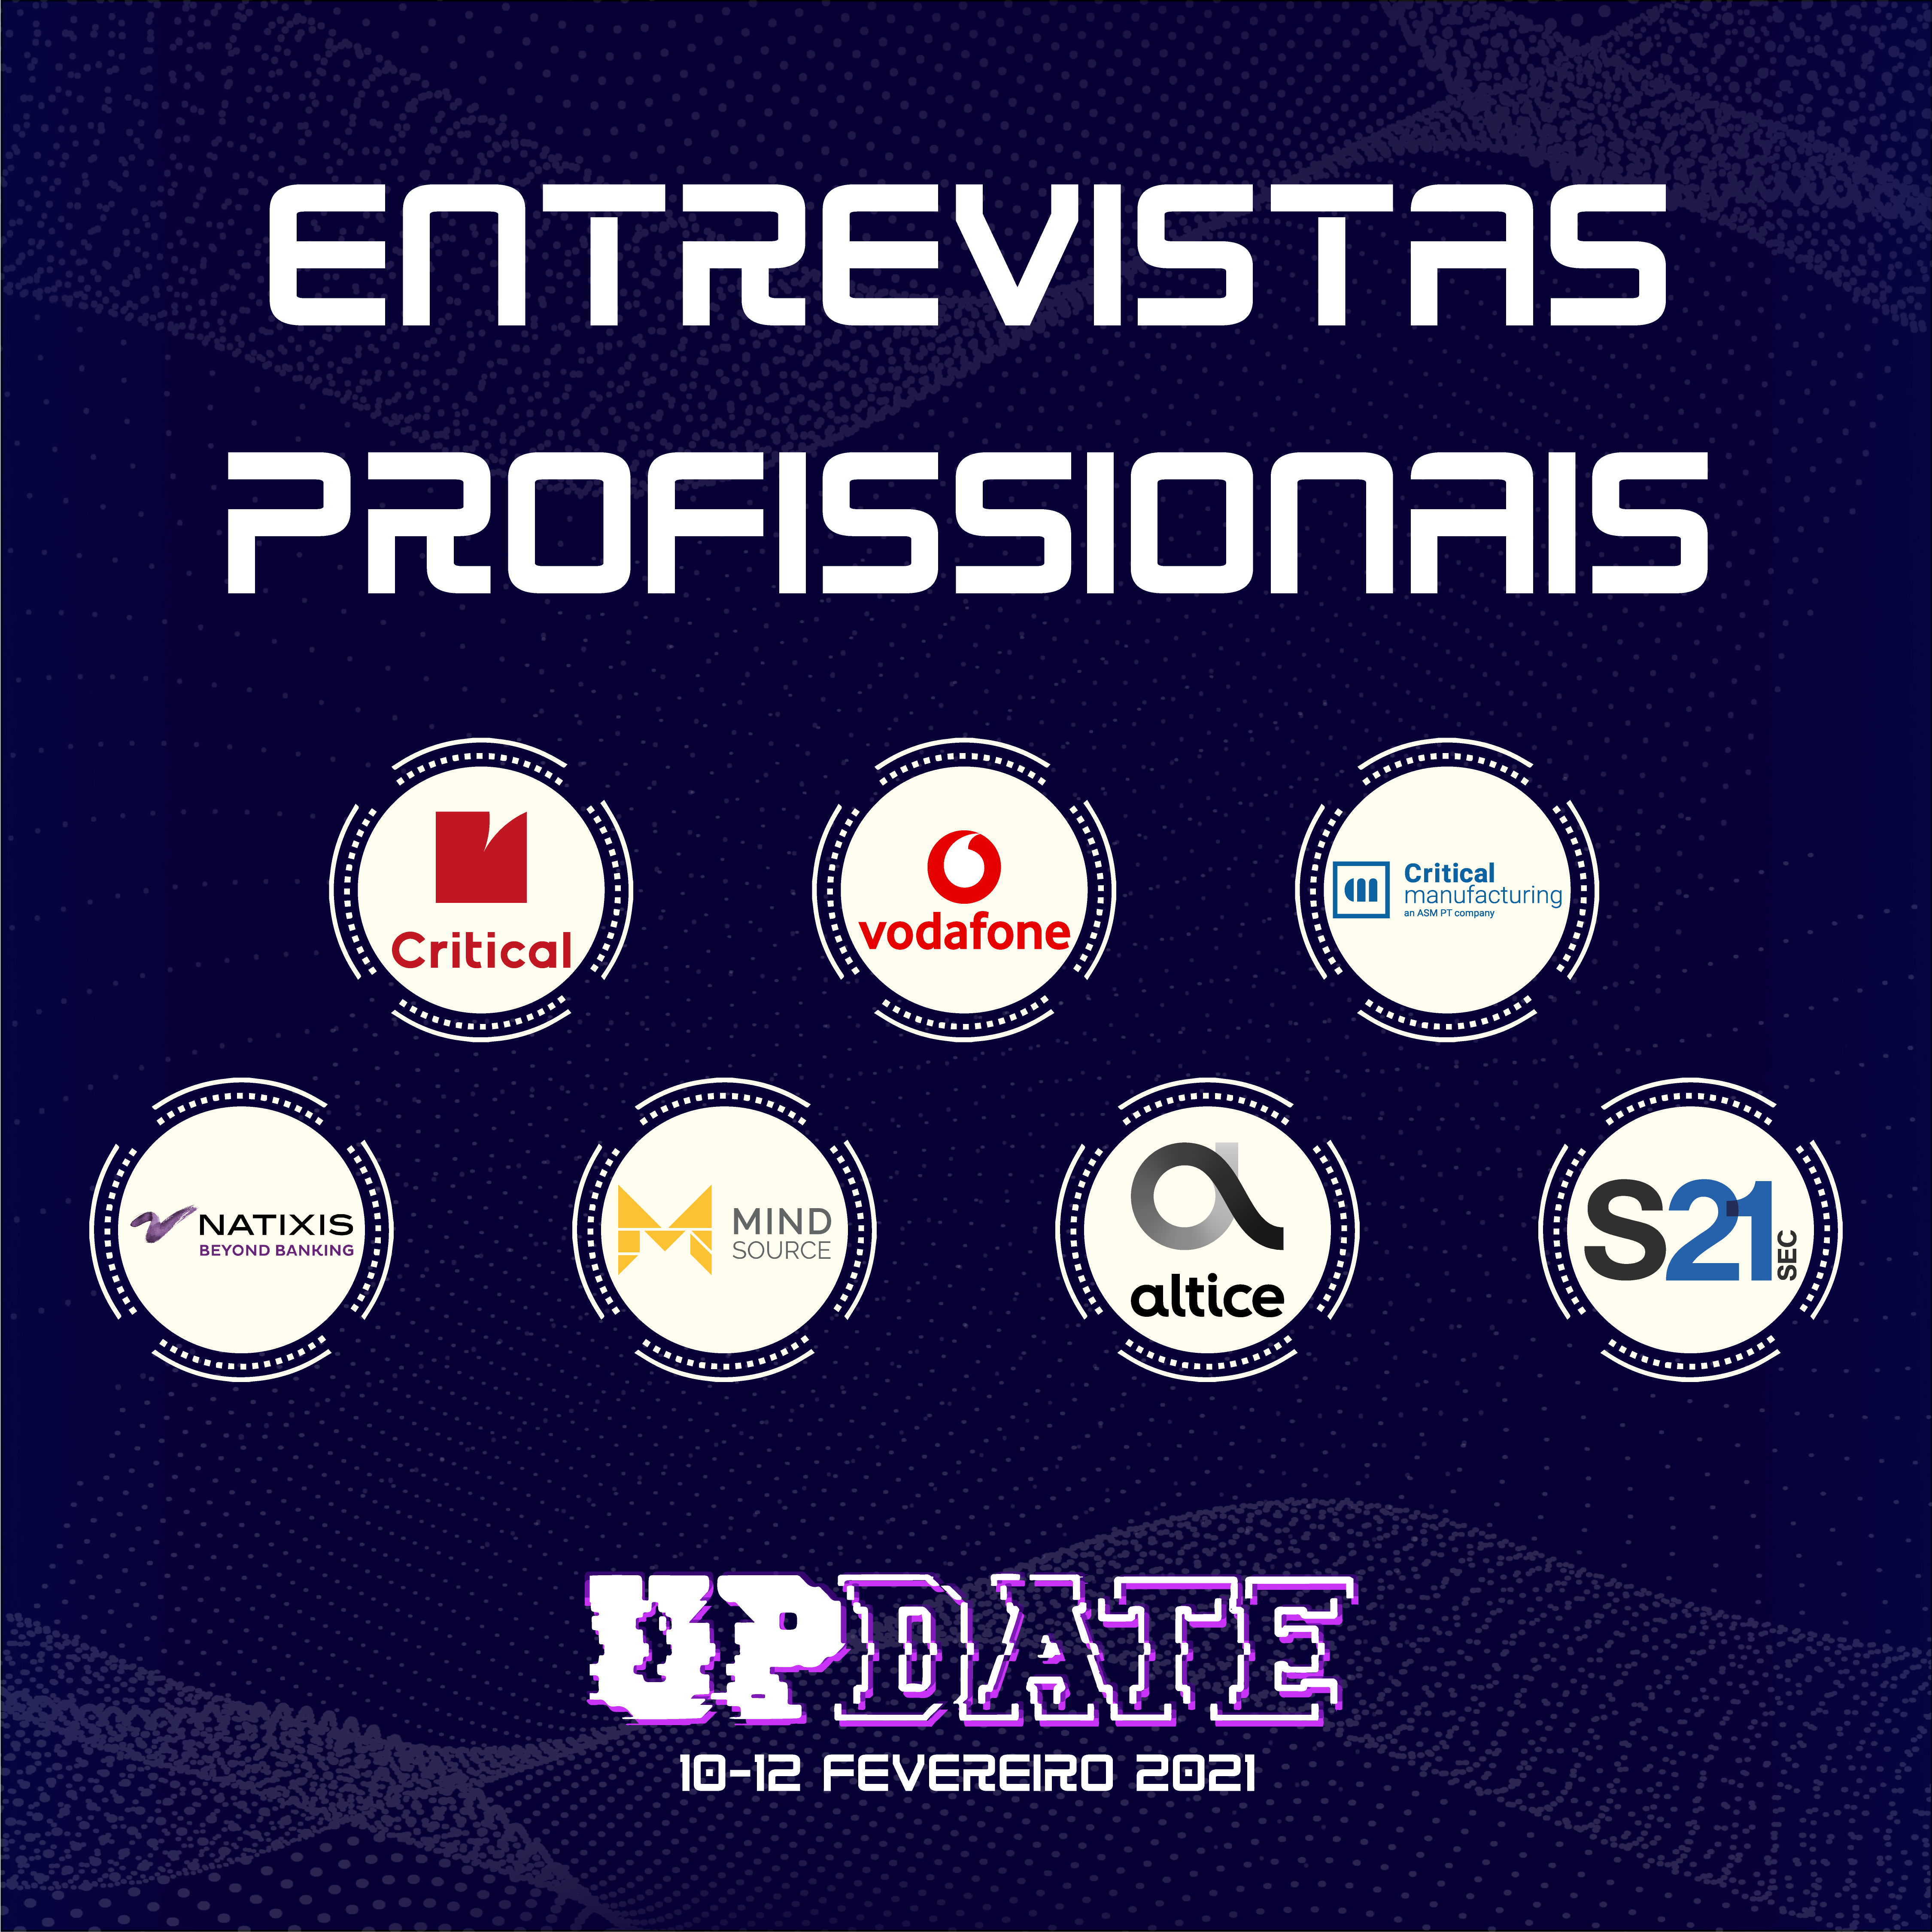 ENTREVISTAS
PROFISSIONAIS
Critical
vodafone
Critical
manufacturing
an ASM PT company
NATIXIS
BEYOND BANKING
MIND
SOURCE
altice
S21
SEC
UPDATE
10-12 FEVEREIRO 2021